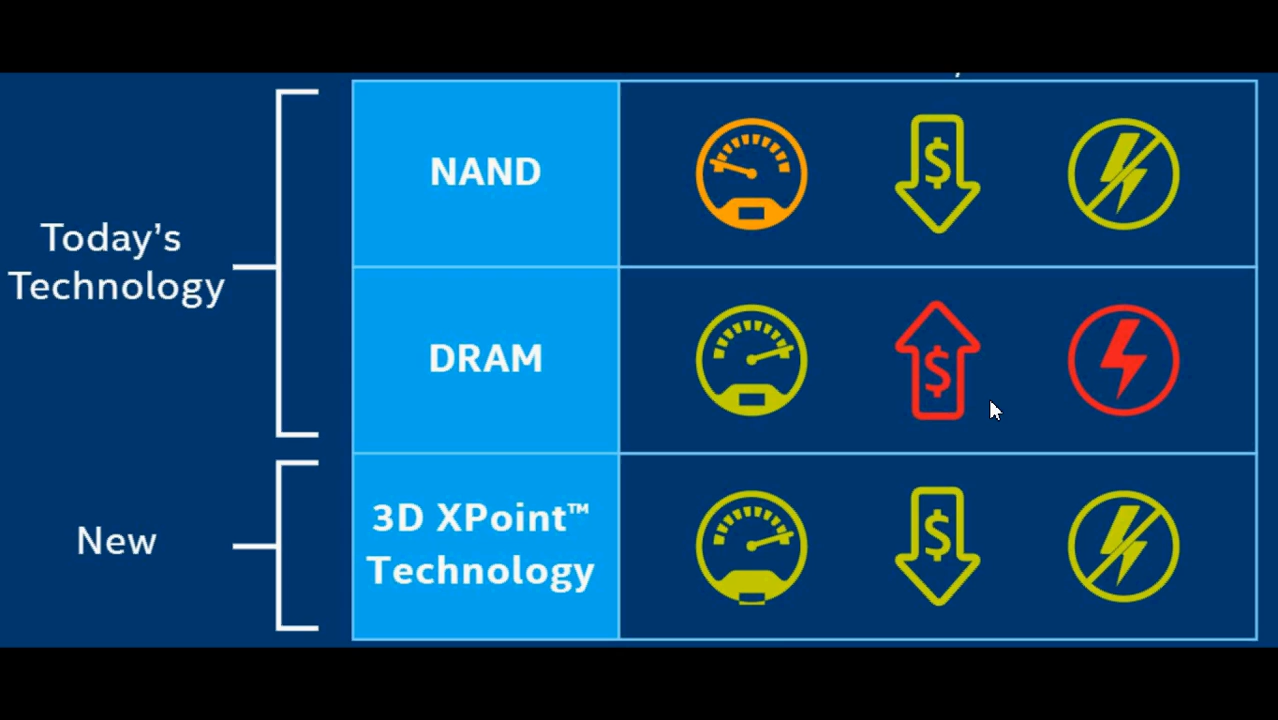 Today's
Technology
NAND
$
DRAM
$
New
3D XPoint™
Technology
$